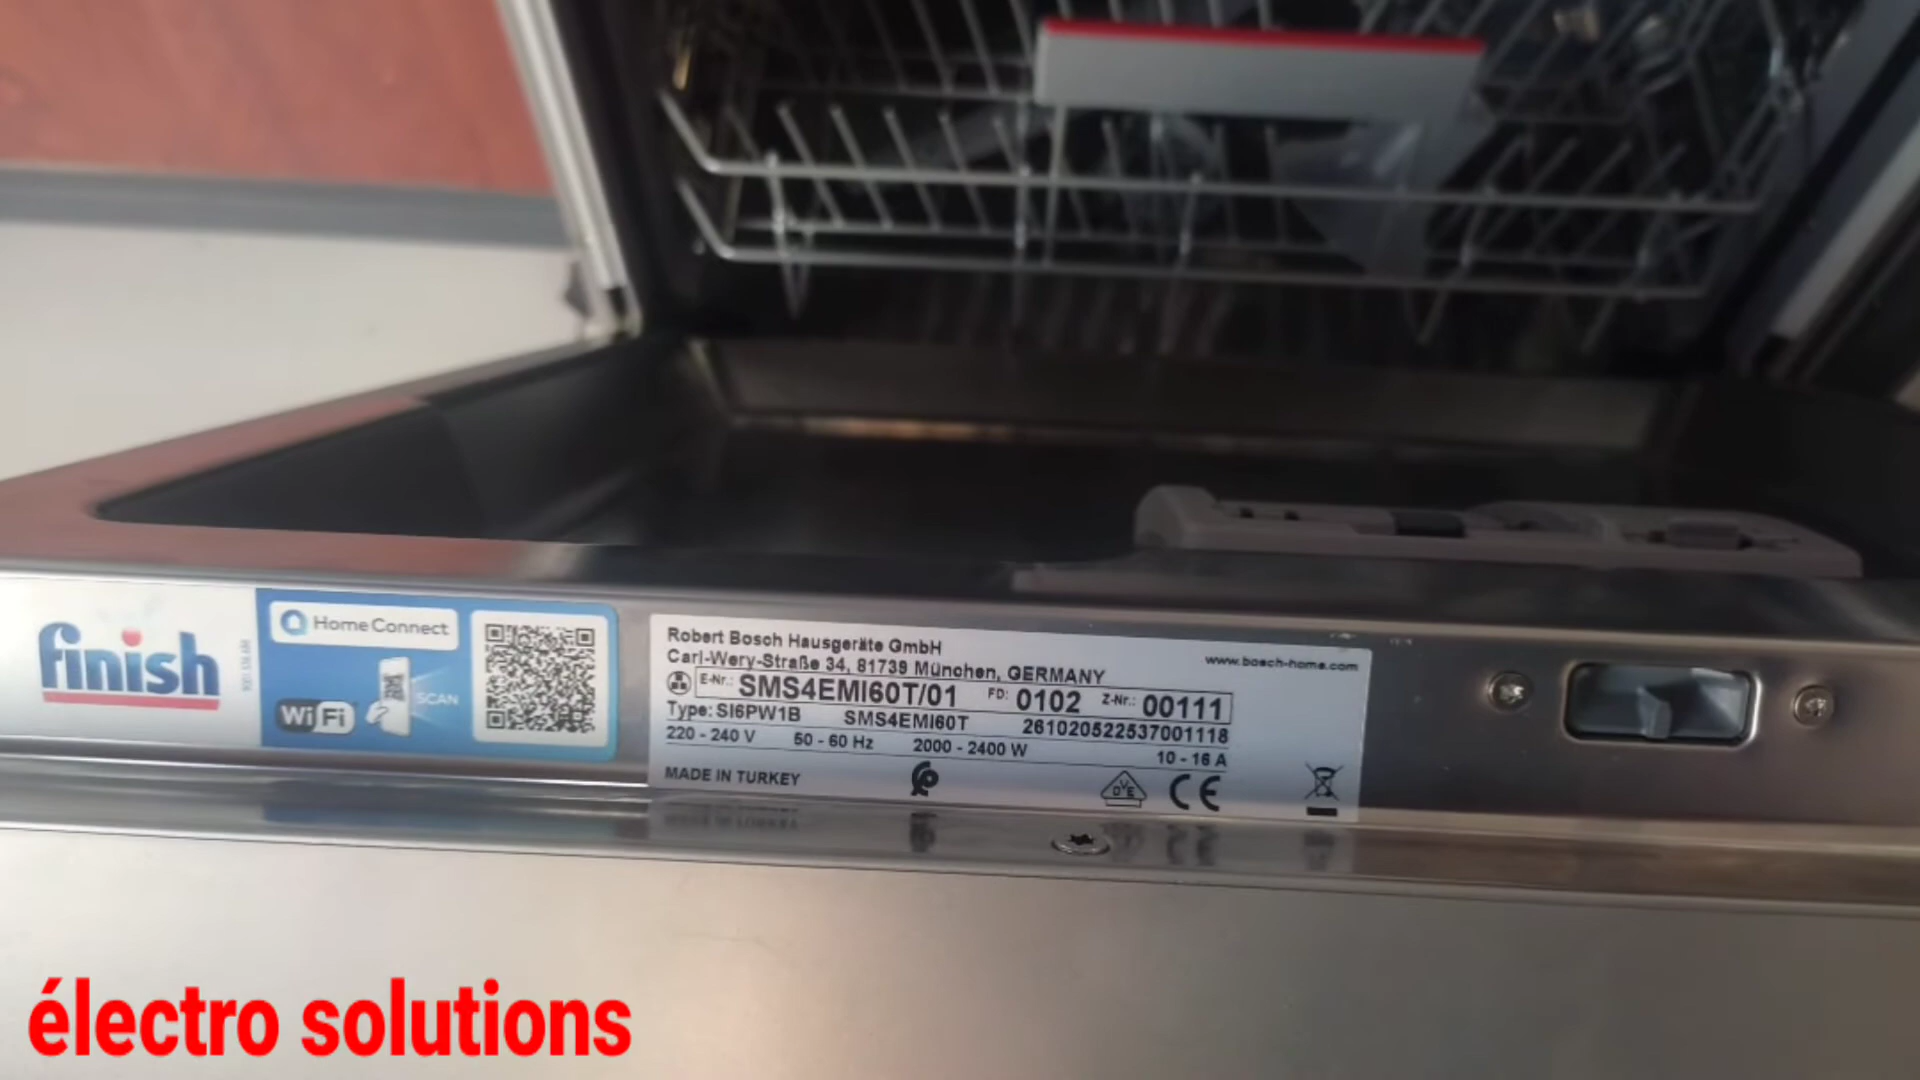 finish
Home Connect
WiFi
SCAN
Robert Bosch Hausgeräte GmbH
Carl-Wery-Straße 34, 81739 München, GERMANY
www.bosch-home.com
E-Nr.: SMS4EMI60T/01 FD: 0102 Z-Nr.: 00111
Type: SI6PW1B SMS4EMI60T 261020522537001118
220 - 240 V 50 - 60 Hz 2000 - 2400 W 10 - 16 A
MADE IN TURKEY
DVE
CE
électro solutions